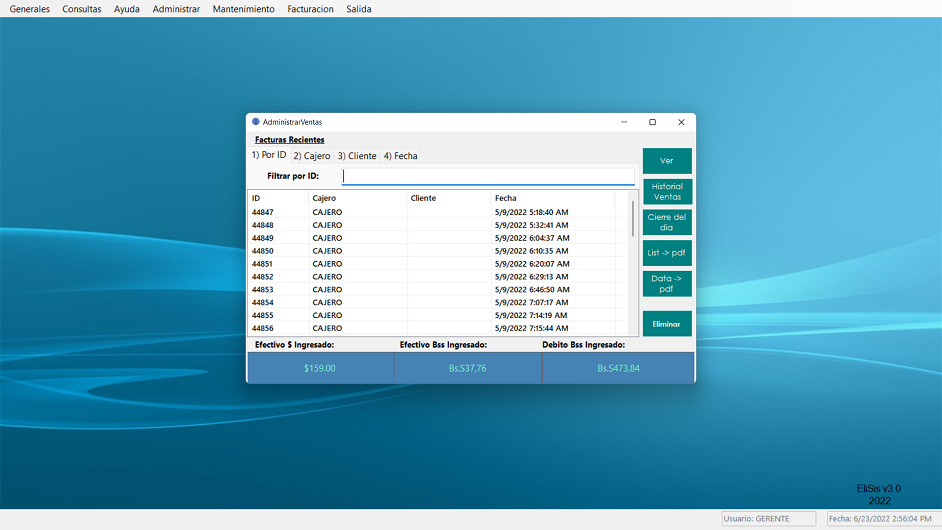 Generales Consultas Ayuda Administrar Mantenimiento Facturacion Salida
AdministrarVentas
Facturas Recientes
1) Por ID 2) Cajero 3) Cliente 4) Fecha
Filtrar por ID:
ID Cajero Cliente Fecha
44847 CAJERO 5/9/2022 5:18:40 AM
44848 CAJERO 5/9/2022 5:32:41 AM
44849 CAJERO 5/9/2022 6:04:37 AM
44850 CAJERO 5/9/2022 6:10:35 AM
44851 CAJERO 5/9/2022 6:20:07 AM
44852 CAJERO 5/9/2022 6:29:13 AM
44853 CAJERO 5/9/2022 6:46:50 AM
44854 CAJERO 5/9/2022 7:07:17 AM
44855 CAJERO 5/9/2022 7:14:19 AM
44856 CAJERO 5/9/2022 7:15:44 AM
Ver
Historial
Ventas
Cierre del
dia
List -> pdf
Data ->
pdf
Eliminar
Efectivo $ Ingresado: Efectivo Bss Ingresado: Debito Bss Ingresado:
$159.00 Bs.S37,76 Bs.S473,84
EliSis v3.0
2022
Usuario: GERENTE Fecha: 6/23/2022 2:56:04 PM